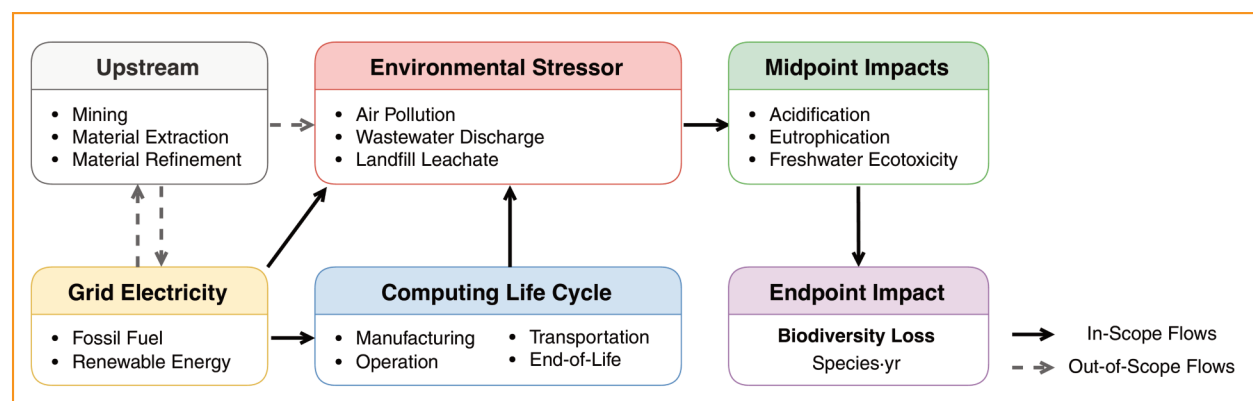 Upstream
• Mining
• Material Extraction
• Material Refinement
Environmental Stressor
• Air Pollution
• Wastewater Discharge
• Landfill Leachate
Midpoint Impacts
• Acidification
• Eutrophication
• Freshwater Ecotoxicity
Grid Electricity
• Fossil Fuel
• Renewable Energy
Computing Life Cycle
• Manufacturing
• Operation
• Transportation
• End-of-Life
Endpoint Impact
Biodiversity Loss
Species·yr
In-Scope Flows
Out-of-Scope Flows